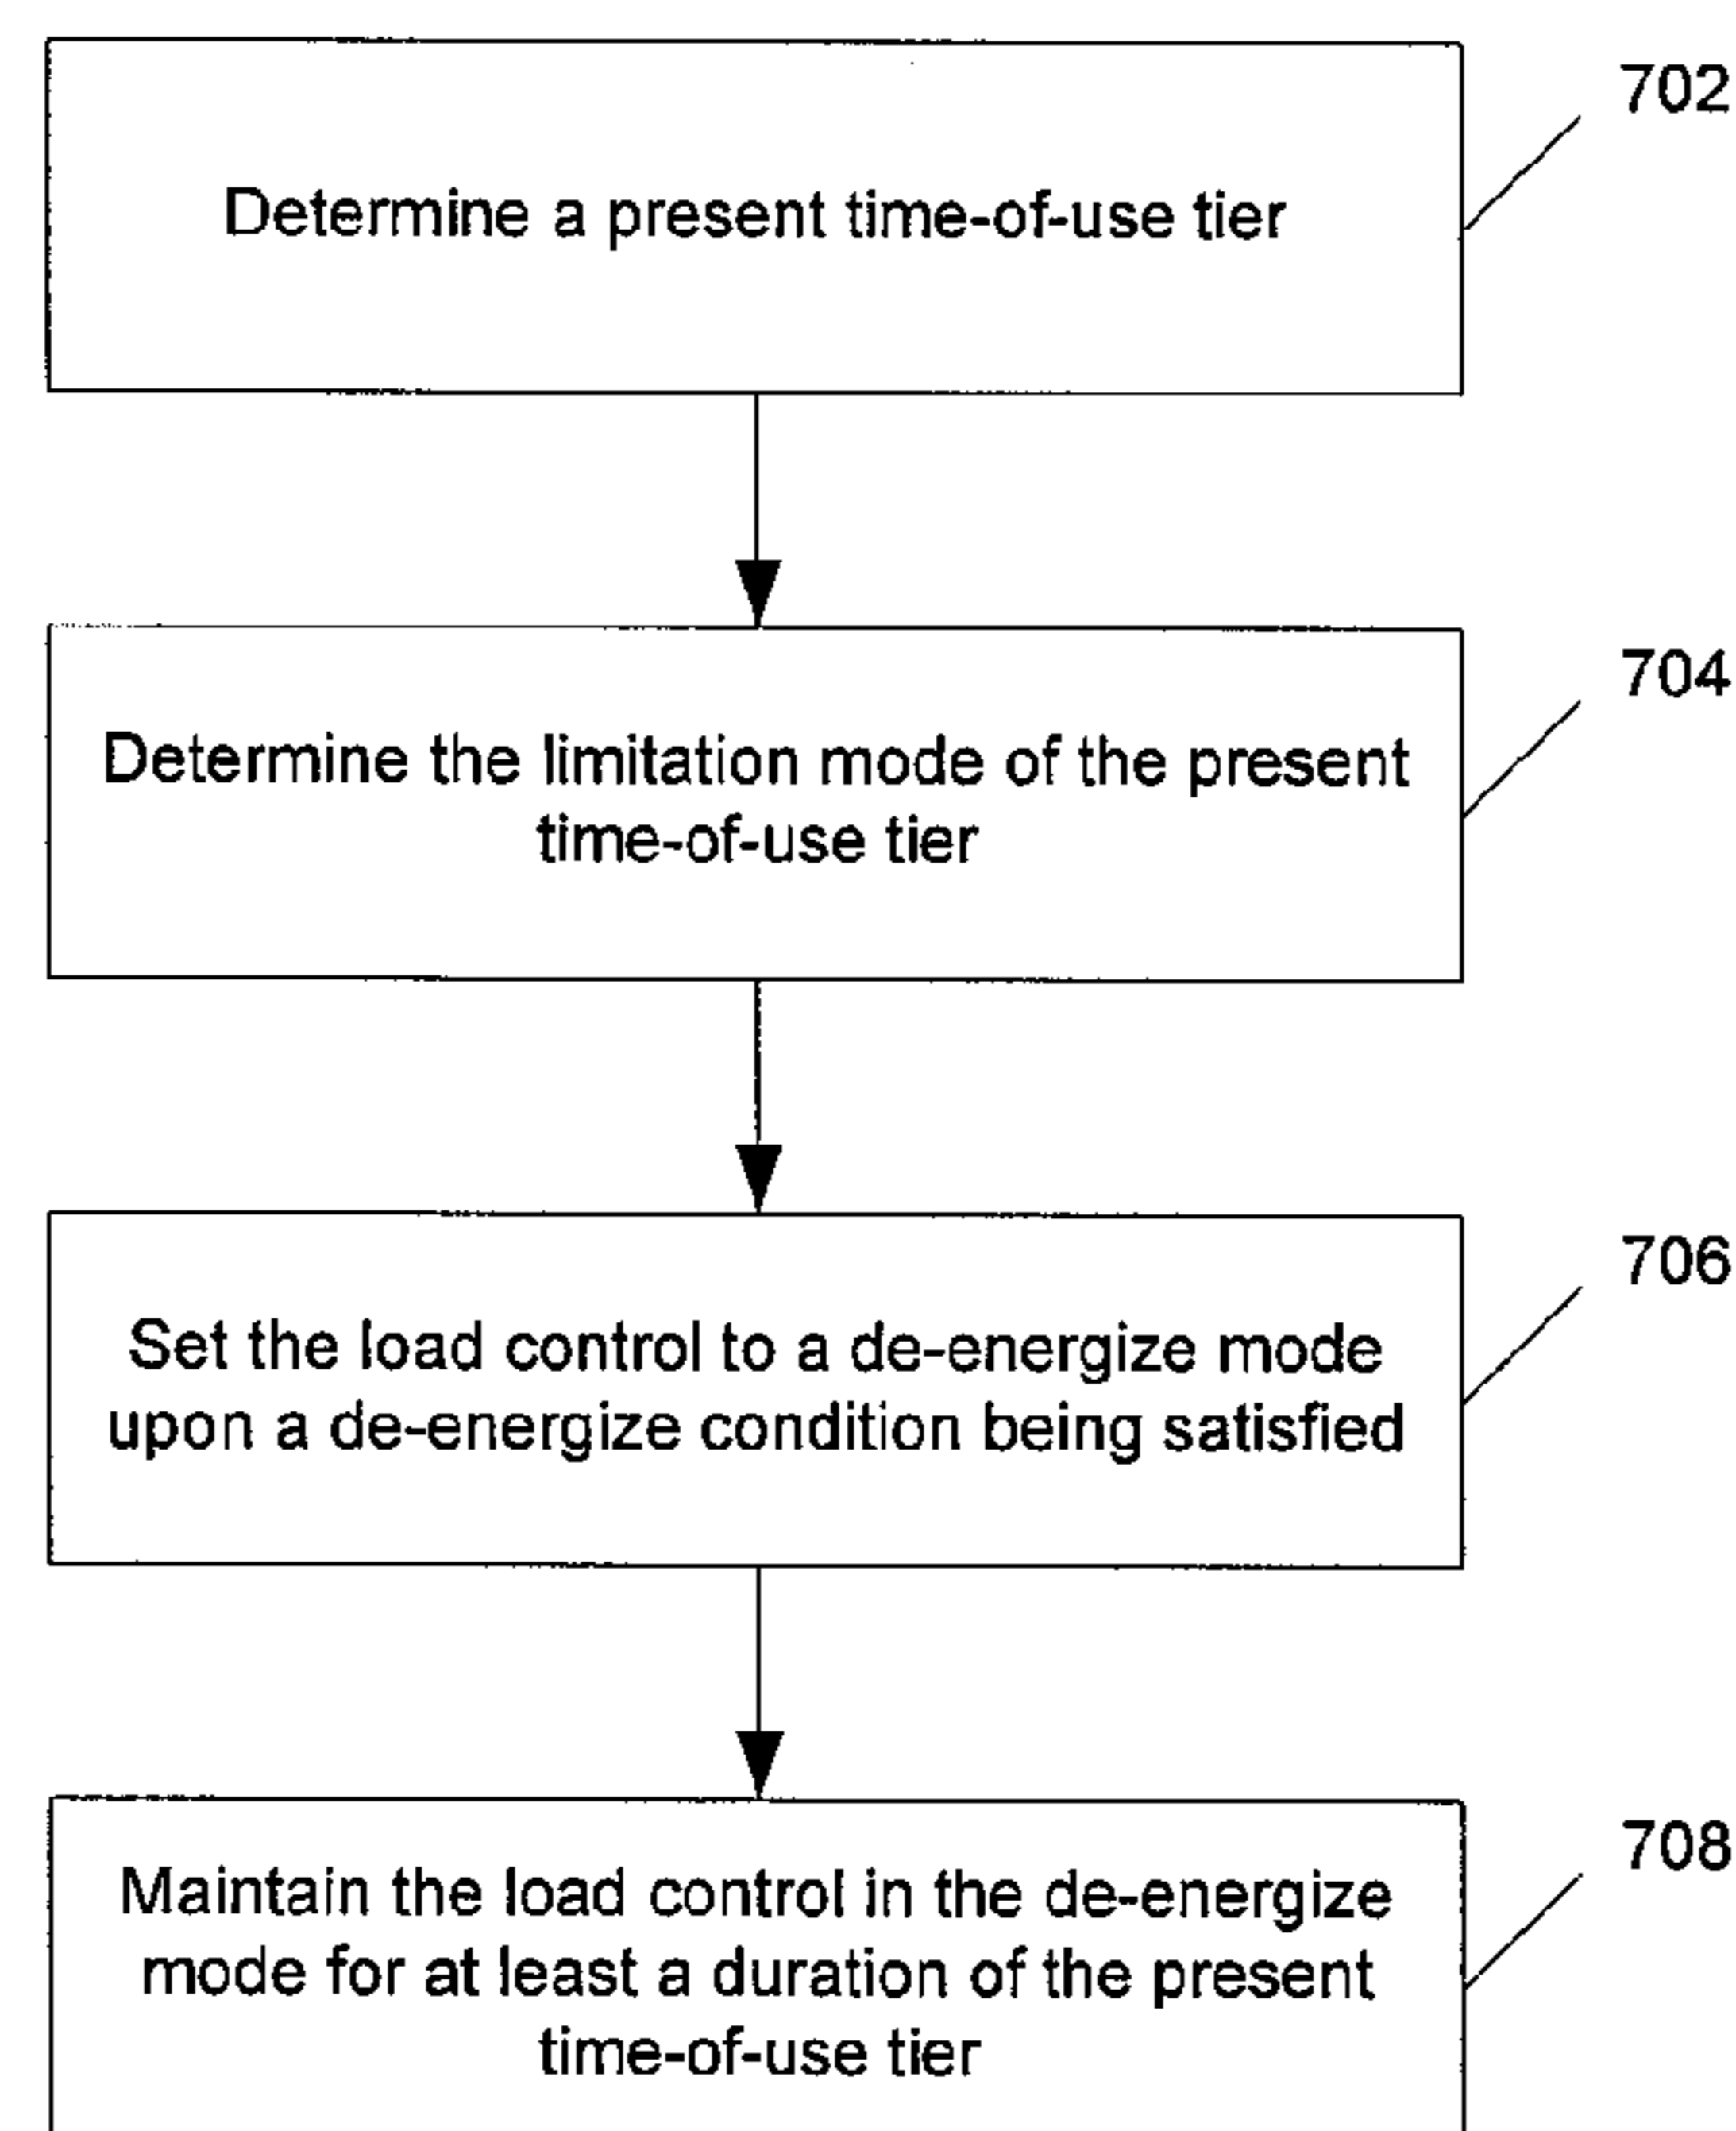 702
Determine a present time-of-use tier
704
Determine the limitation mode of the present
time-of-use tier
706
Set the load control to a de-energize mode
upon a de-energize condition being satisfied
708
Maintain the load control in the de-energize
mode for at least a duration of the present
time-of-use tier